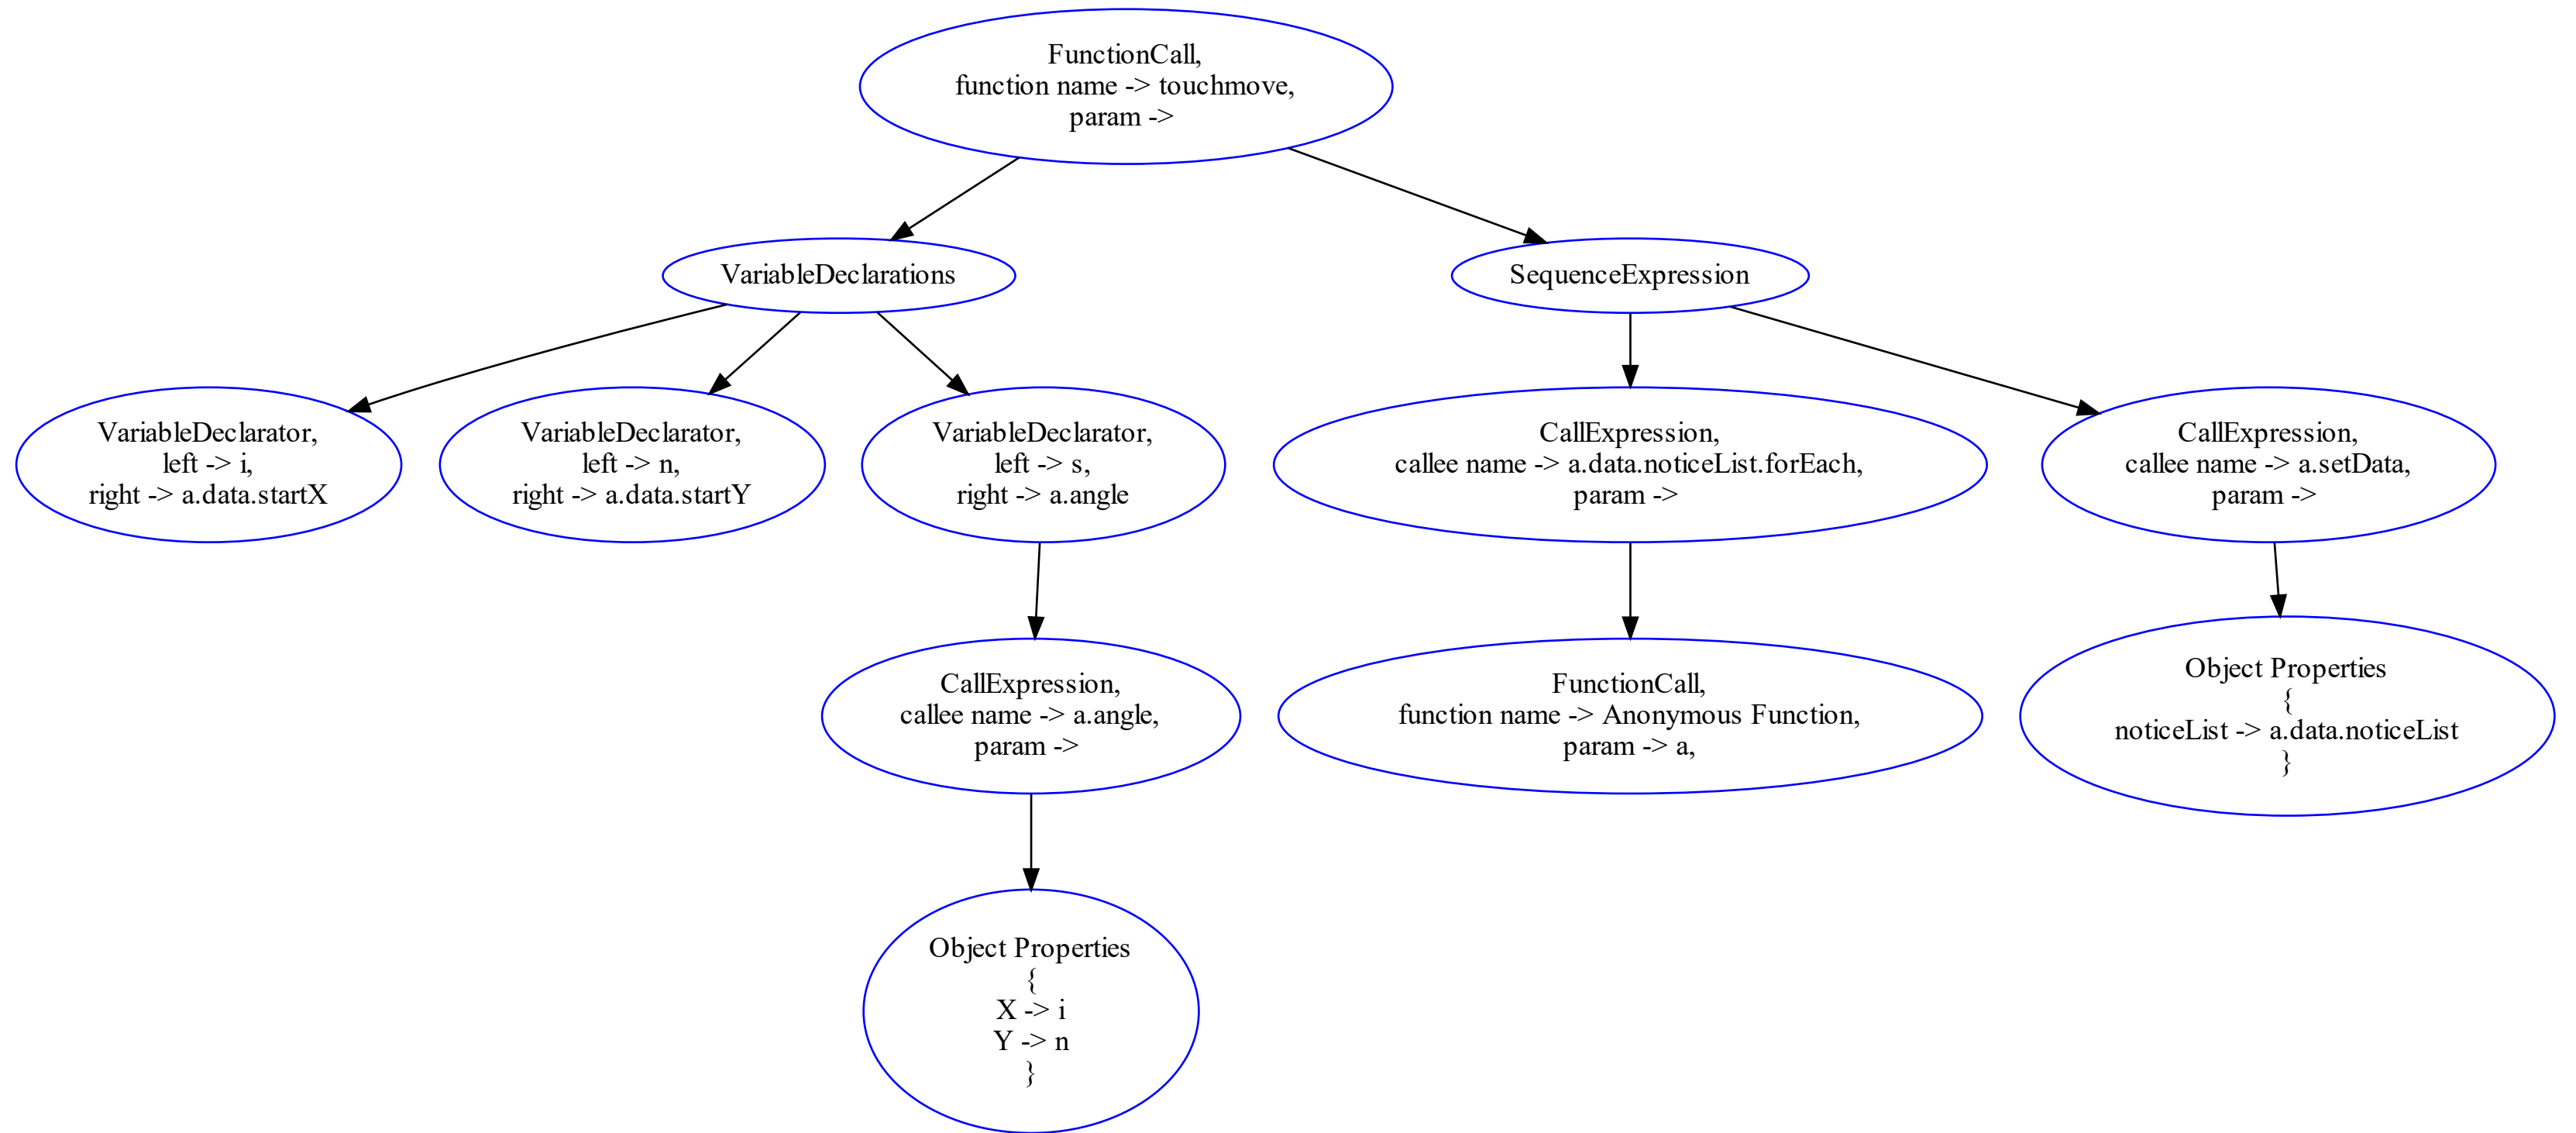 FunctionCall,
function name -> touchmove,
param ->
VariableDeclarations
SequenceExpression
VariableDeclarator,
left -> i,
right -> a.data.startX
VariableDeclarator,
left -> n,
right -> a.data.startY
VariableDeclarator,
left -> s,
right -> a.angle
CallExpression,
callee name -> a.data.noticeList.forEach,
param ->
CallExpression,
callee name -> a.setData,
param ->
CallExpression,
callee name -> a.angle,
param ->
FunctionCall,
function name -> Anonymous Function,
param -> a,
Object Properties
{
noticeList -> a.data.noticeList
}
Object Properties
{
X -> i
Y -> n
}